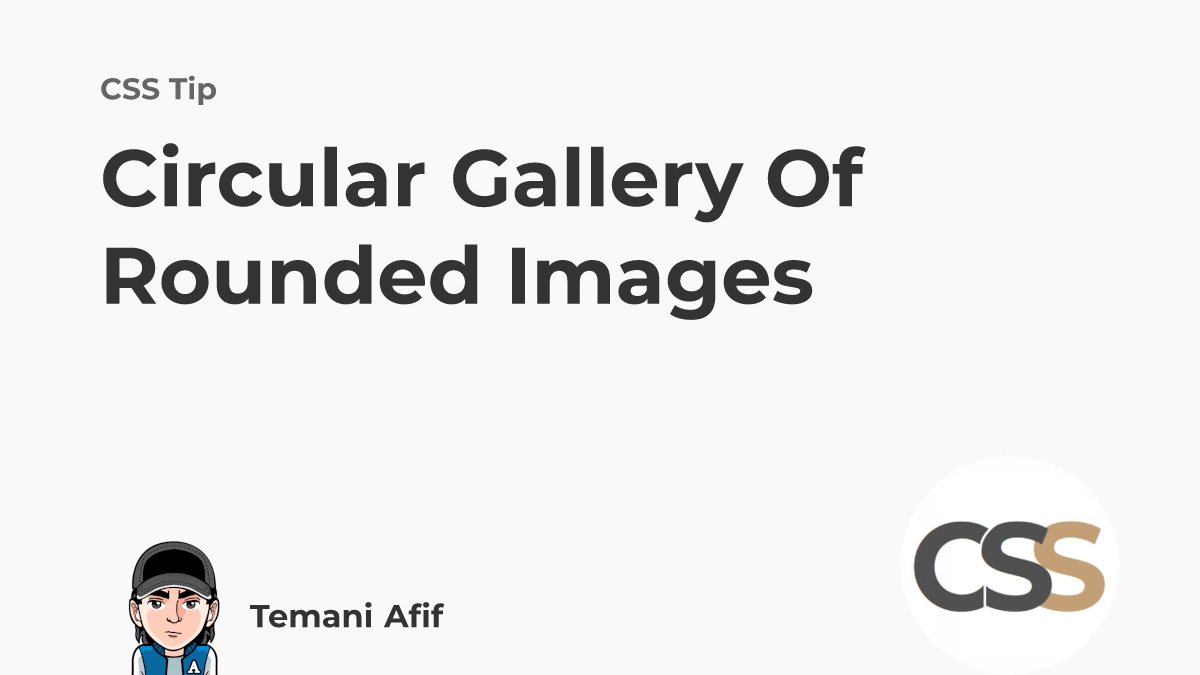 CSS Tip
Circular Gallery Of
Rounded Images
Temani Afif
A
CSS